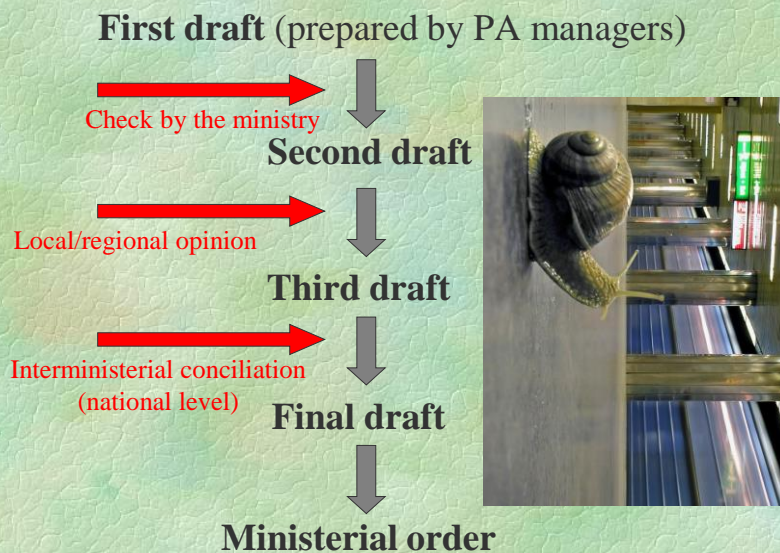 First draft (prepared by PA managers)
Check by the ministry
Second draft
Local/regional opinion
Third draft
Interministerial conciliation
(national level)
Final draft
Ministerial order